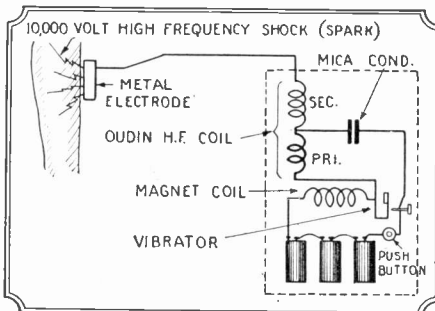 10,000 VOLT HIGH FREQUENCY SHOCK (SPARK)
MICA COND.
METAL
ELECTRODE
SEC.
OUDIN H.F. COIL
PRI.
MAGNET COIL
VIBRATOR
PUSH
BUTTON